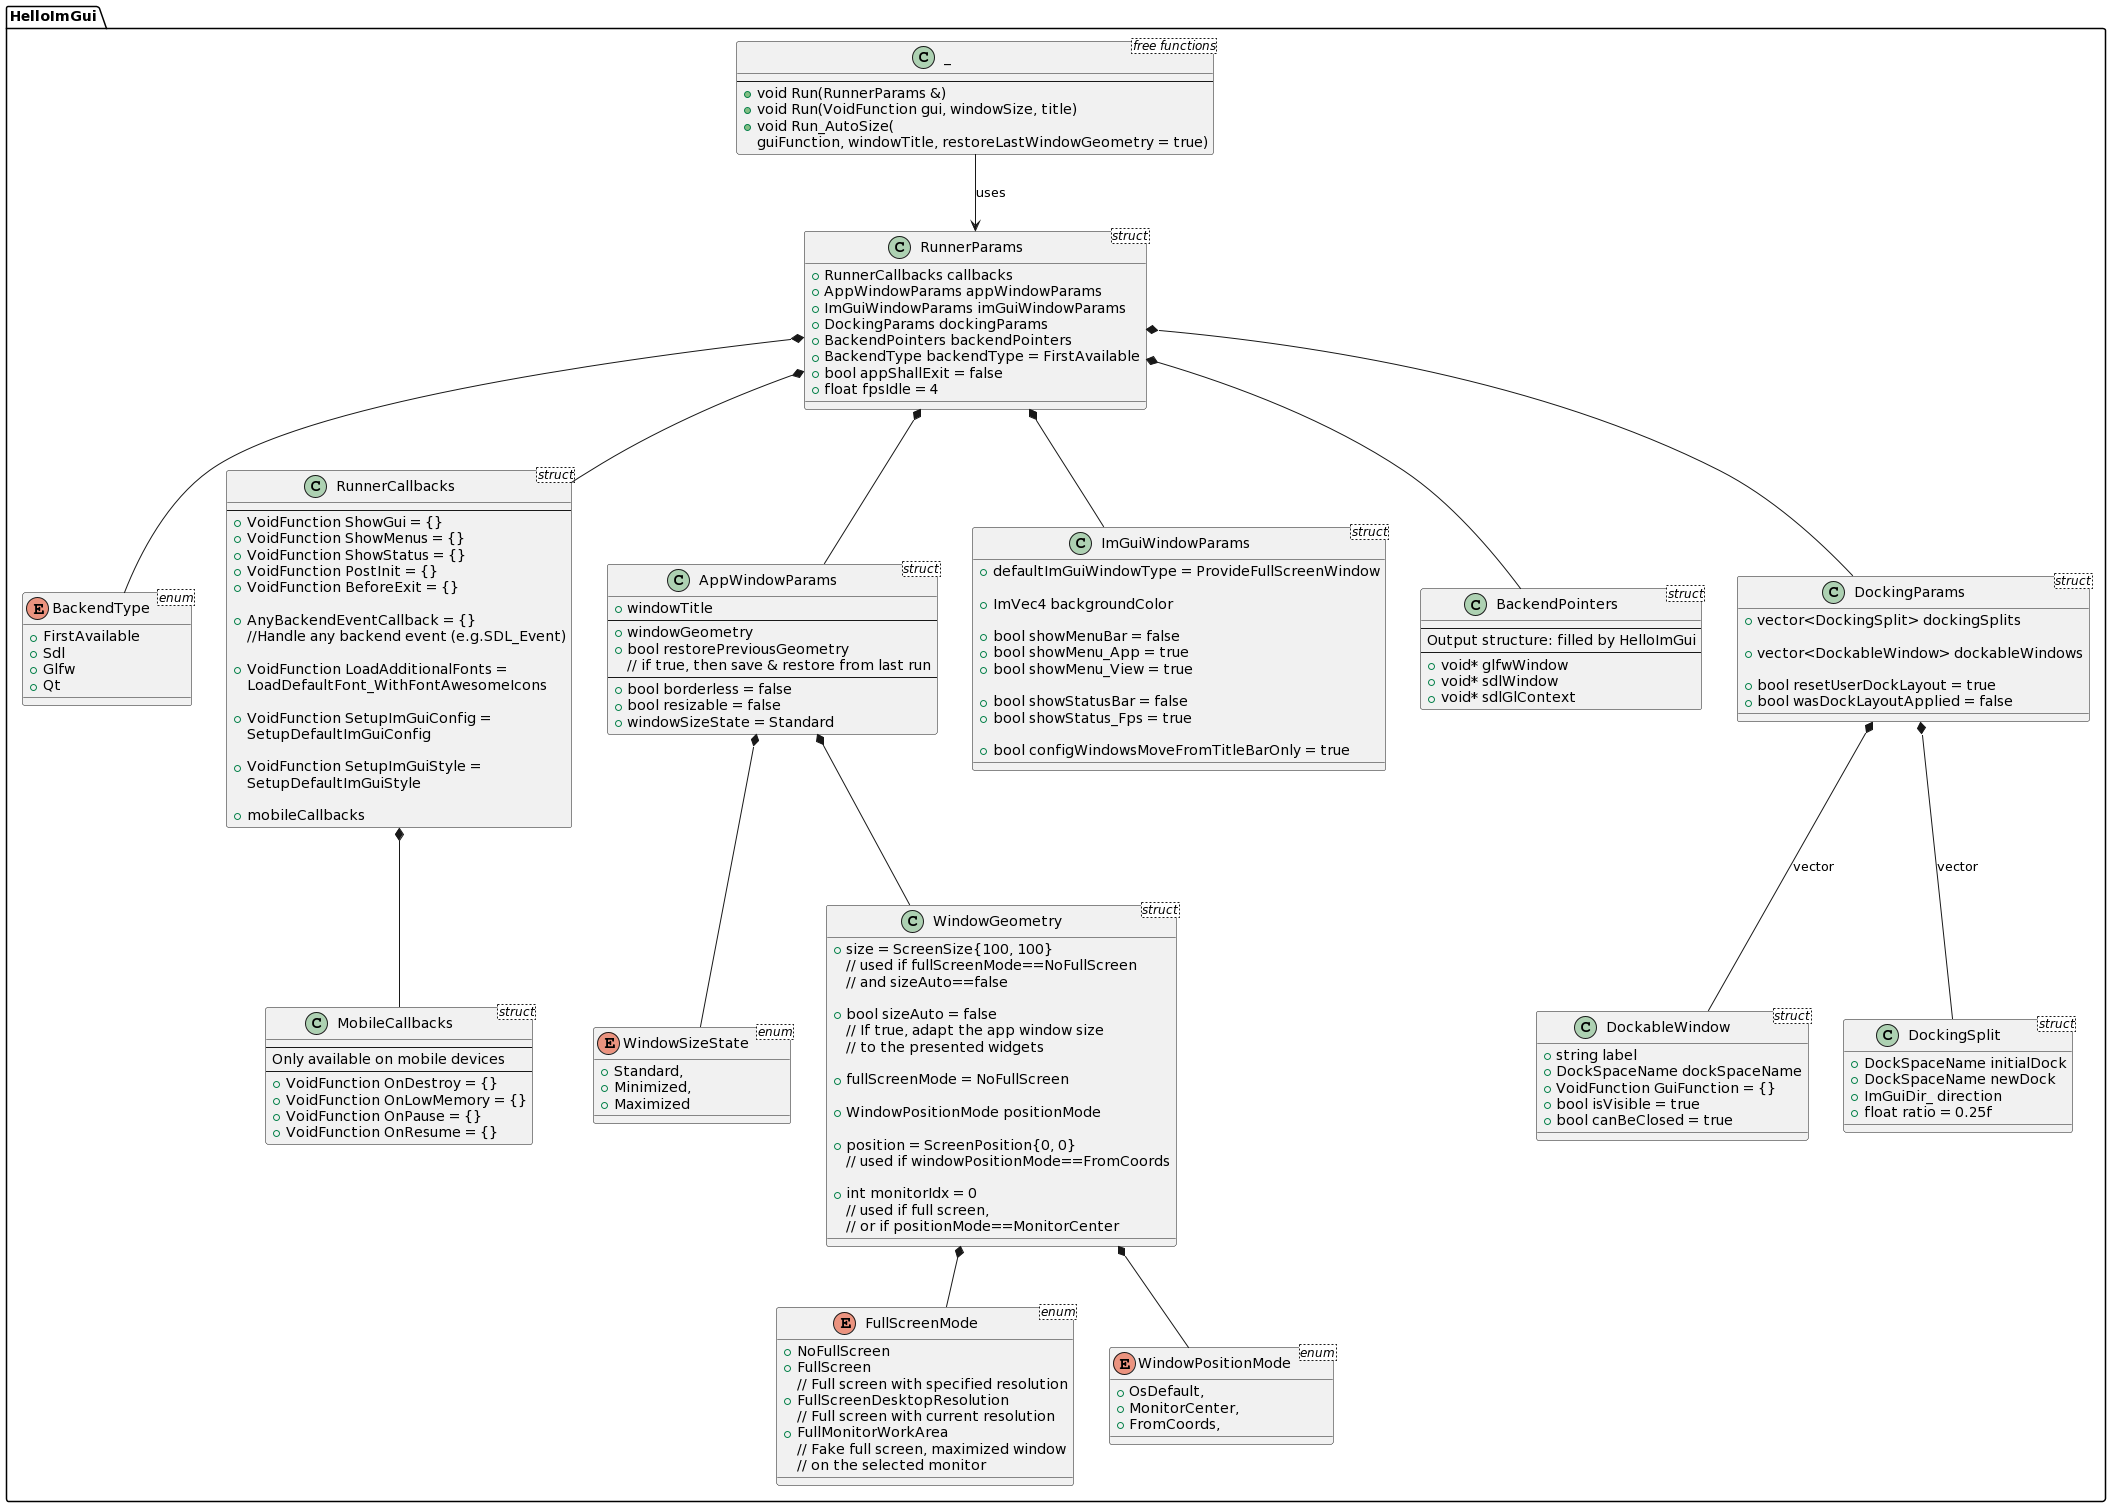 HelloImGui
free functions
C _
void Run(RunnerParams &)
void Run(VoidFunction gui, windowSize, title)
void Run_AutoSize(
guiFunction, windowTitle, restoreLastWindowGeometry = true)
uses
struct
C RunnerParams
RunnerCallbacks callbacks
AppWindowParams appWindowParams
ImGuiWindowParams imGuiWindowParams
DockingParams dockingParams
BackendPointers backendPointers
BackendType backendType = FirstAvailable
bool appShallExit = false
float fpsIdle = 4
enum
E BackendType
FirstAvailable
Sdl
Glfw
Qt
struct
C RunnerCallbacks
VoidFunction ShowGui = {}
VoidFunction ShowMenus = {}
VoidFunction ShowStatus = {}
VoidFunction PostInit = {}
VoidFunction BeforeExit = {}
AnyBackendEventCallback = {}
//Handle any backend event (e.g.SDL_Event)
VoidFunction LoadAdditionalFonts =
LoadDefaultFont_WithFontAwesomeIcons
VoidFunction SetupImGuiConfig =
SetupDefaultImGuiConfig
VoidFunction SetupImGuiStyle =
SetupDefaultImGuiStyle
mobileCallbacks
struct
C AppWindowParams
windowTitle
windowGeometry
bool restorePreviousGeometry
// if true, then save & restore from last run
bool borderless = false
bool resizable = false
windowSizeState = Standard
struct
C ImGuiWindowParams
defaultImGuiWindowType = ProvideFullScreenWindow
ImVec4 backgroundColor
bool showMenuBar = false
bool showMenu_App = true
bool showMenu_View = true
bool showStatusBar = false
bool showStatus_Fps = true
bool configWindowsMoveFromTitleBarOnly = true
struct
C BackendPointers
Output structure: filled by HelloImGui
void* glfwWindow
void* sdlWindow
void* sdlGlContext
struct
C DockingParams
vector<DockingSplit> dockingSplits
vector<DockableWindow> dockableWindows
bool resetUserDockLayout = true
bool wasDockLayoutApplied = false
vector
vector
struct
C MobileCallbacks
Only available on mobile devices
VoidFunction OnDestroy = {}
VoidFunction OnLowMemory = {}
VoidFunction OnPause = {}
VoidFunction OnResume = {}
enum
E WindowSizeState
Standard,
Minimized,
Maximized
struct
C WindowGeometry
size = ScreenSize{100, 100}
// used if fullScreenMode==NoFullScreen
// and sizeAuto==false
bool sizeAuto = false
// If true, adapt the app window size
// to the presented widgets
fullScreenMode = NoFullScreen
WindowPositionMode positionMode
position = ScreenPosition{0, 0}
// used if windowPositionMode==FromCoords
int monitorIdx = 0
// used if full screen,
// or if positionMode==MonitorCenter
struct
C DockableWindow
string label
DockSpaceName dockSpaceName
VoidFunction GuiFunction = {}
bool isVisible = true
bool canBeClosed = true
struct
C DockingSplit
DockSpaceName initialDock
DockSpaceName newDock
ImGuiDir_ direction
float ratio = 0.25f
enum
E FullScreenMode
NoFullScreen
FullScreen
// Full screen with specified resolution
FullScreenDesktopResolution
// Full screen with current resolution
FullMonitorWorkArea
// Fake full screen, maximized window
// on the selected monitor
enum
E WindowPositionMode
OsDefault,
MonitorCenter,
FromCoords,